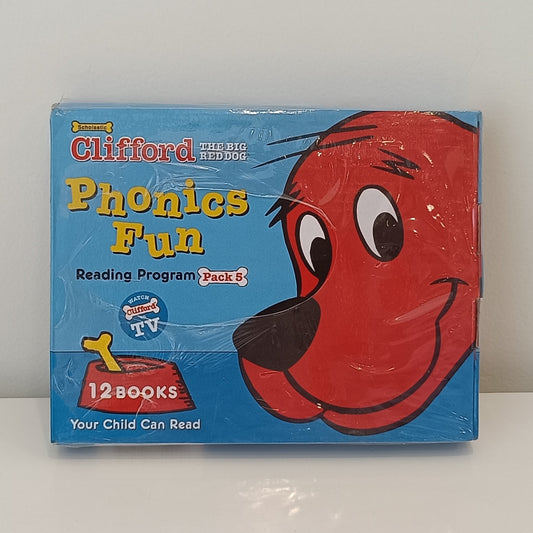 Scholastic
Clifford THE BIG
RED DOG
Phonics
Fun
Reading Program Pack 5
WATCH
Clifford
TV
12 BOOKS
Your Child Can Read